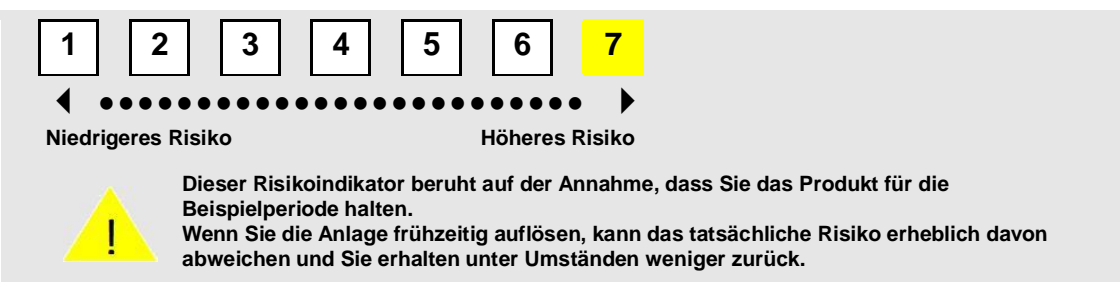 1 2 3 4 5 6 7
Niedrigeres Risiko Höheres Risiko
Dieser Risikoindikator beruht auf der Annahme, dass Sie das Produkt für die
Beispielperiode halten.
Wenn Sie die Anlage frühzeitig auflösen, kann das tatsächliche Risiko erheblich davon
abweichen und Sie erhalten unter Umständen weniger zurück.
!